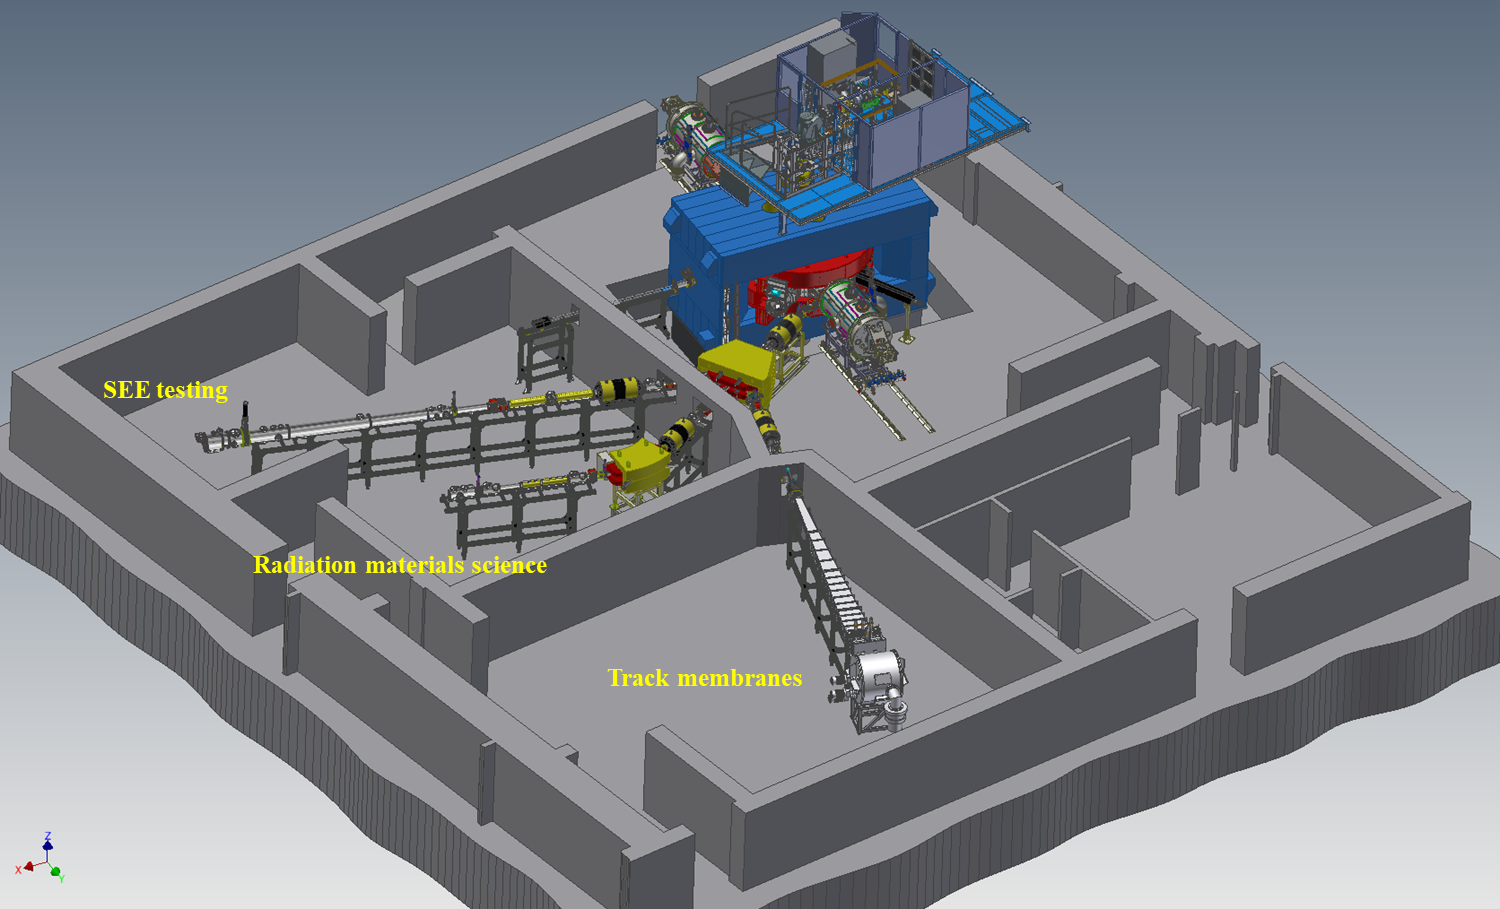 SEE testing
Radiation materials science
Track membranes
Z
X
Y